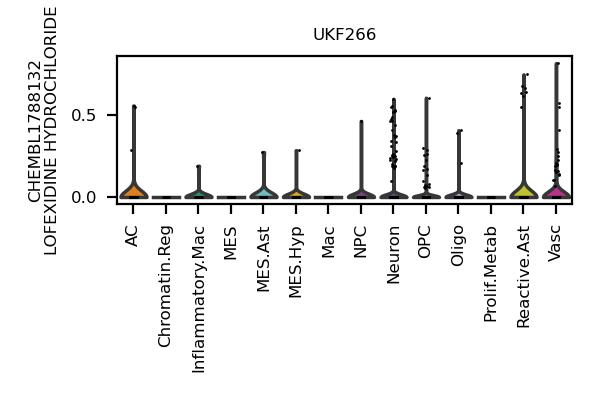 UKF266
CHEMBL1788132
LOFEXIDINE HYDROCHLORIDE
0.5
0.0
AC
Chromatin.Reg
Inflammatory.Mac
MES
MES.Ast
MES.Hyp
Mac
NPC
Neuron
OPC
Oligo
Prolif.Metab
Reactive.Ast
Vasc